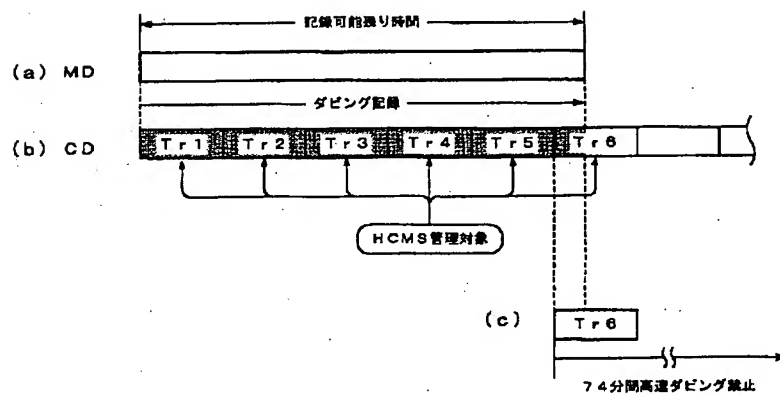 記録可能残り時間
(a) MD
ダビング記録
(b) CD
Tr1 Tr2 Tr3 Tr4 Tr5 Tr6
HCMS管理対象
(c) Tr6
74分間高速ダビング禁止